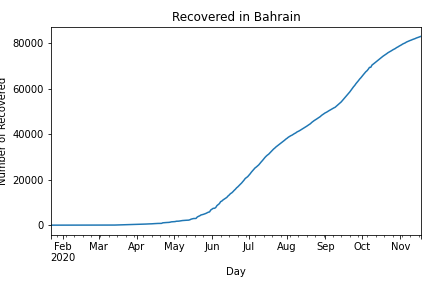 Recovered in Bahrain
Number of Recovered
80000
60000
40000
20000
0
Feb Mar Apr May Jun Jul Aug Sep Oct Nov
2020
Day